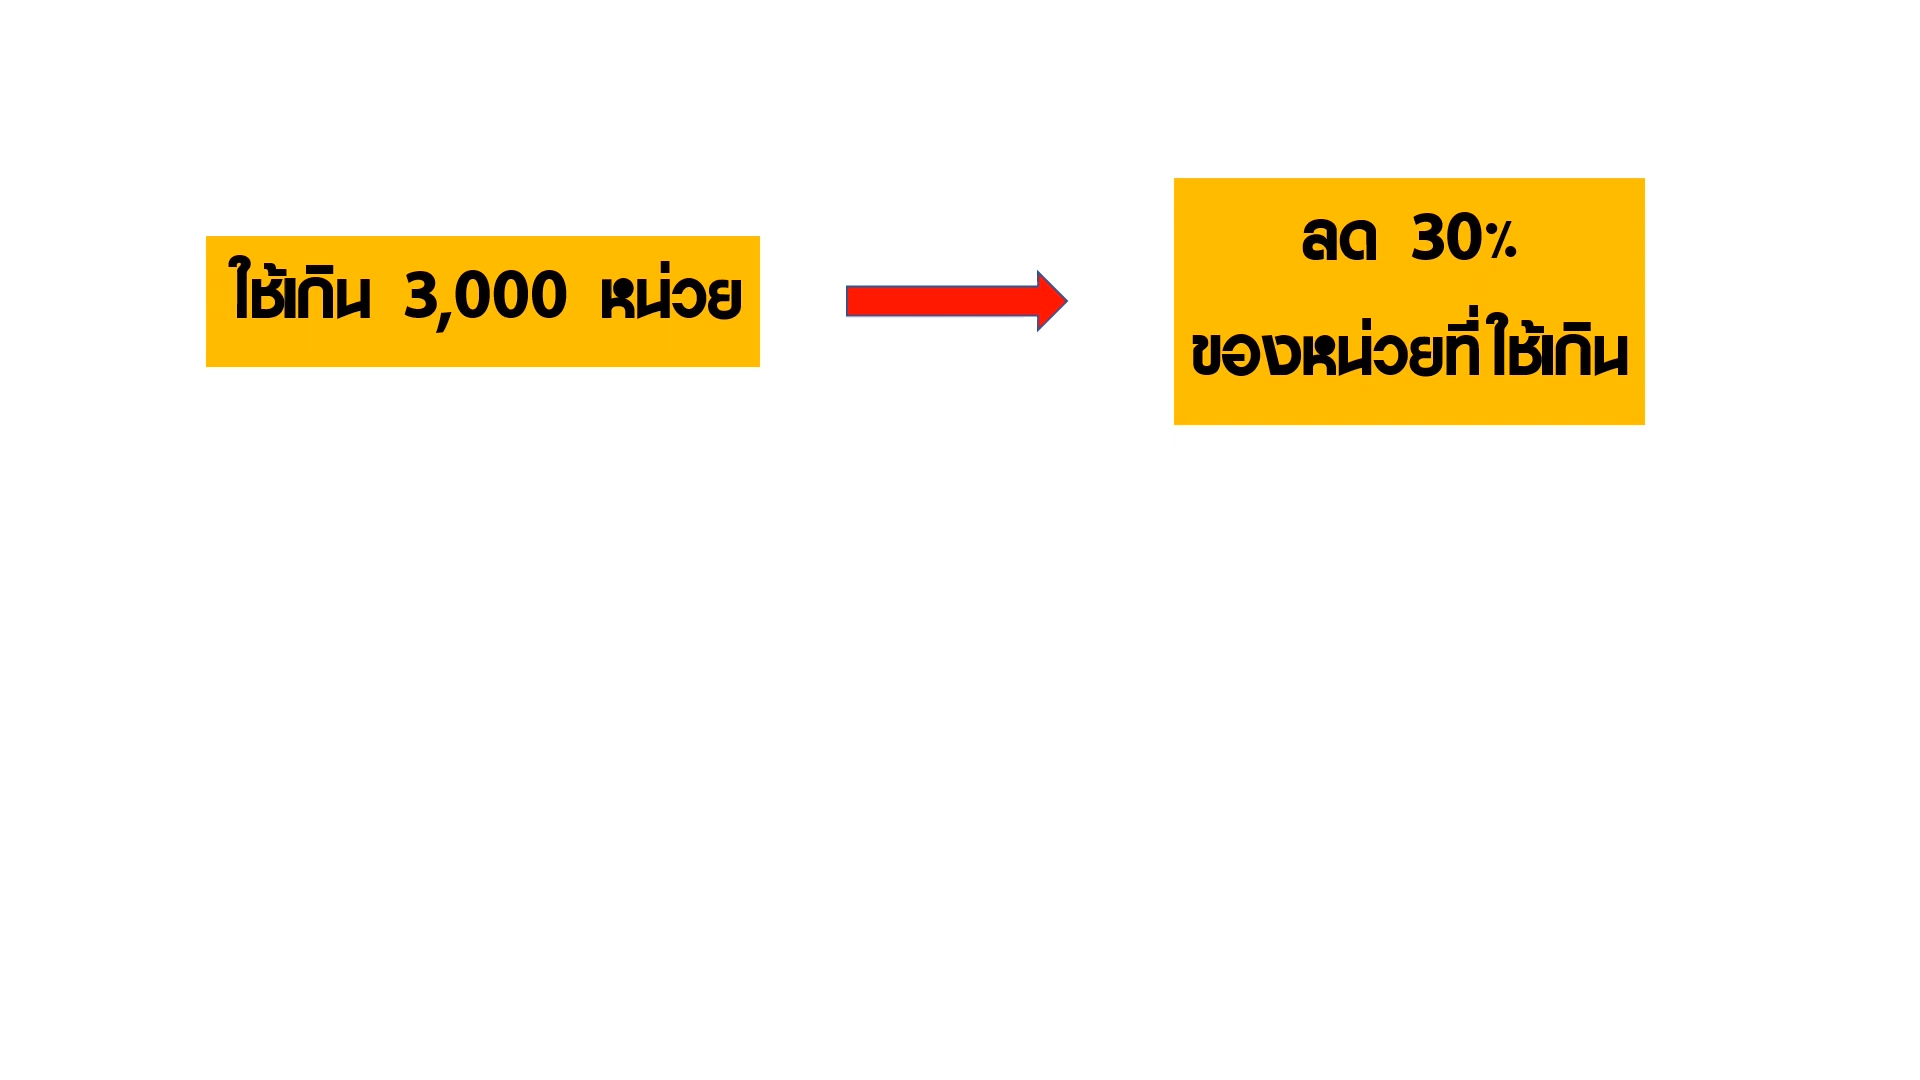 ใช้เกิน 3,000 หน่วย
ลด 30%
ของหน่วยที่ใช้เกิน